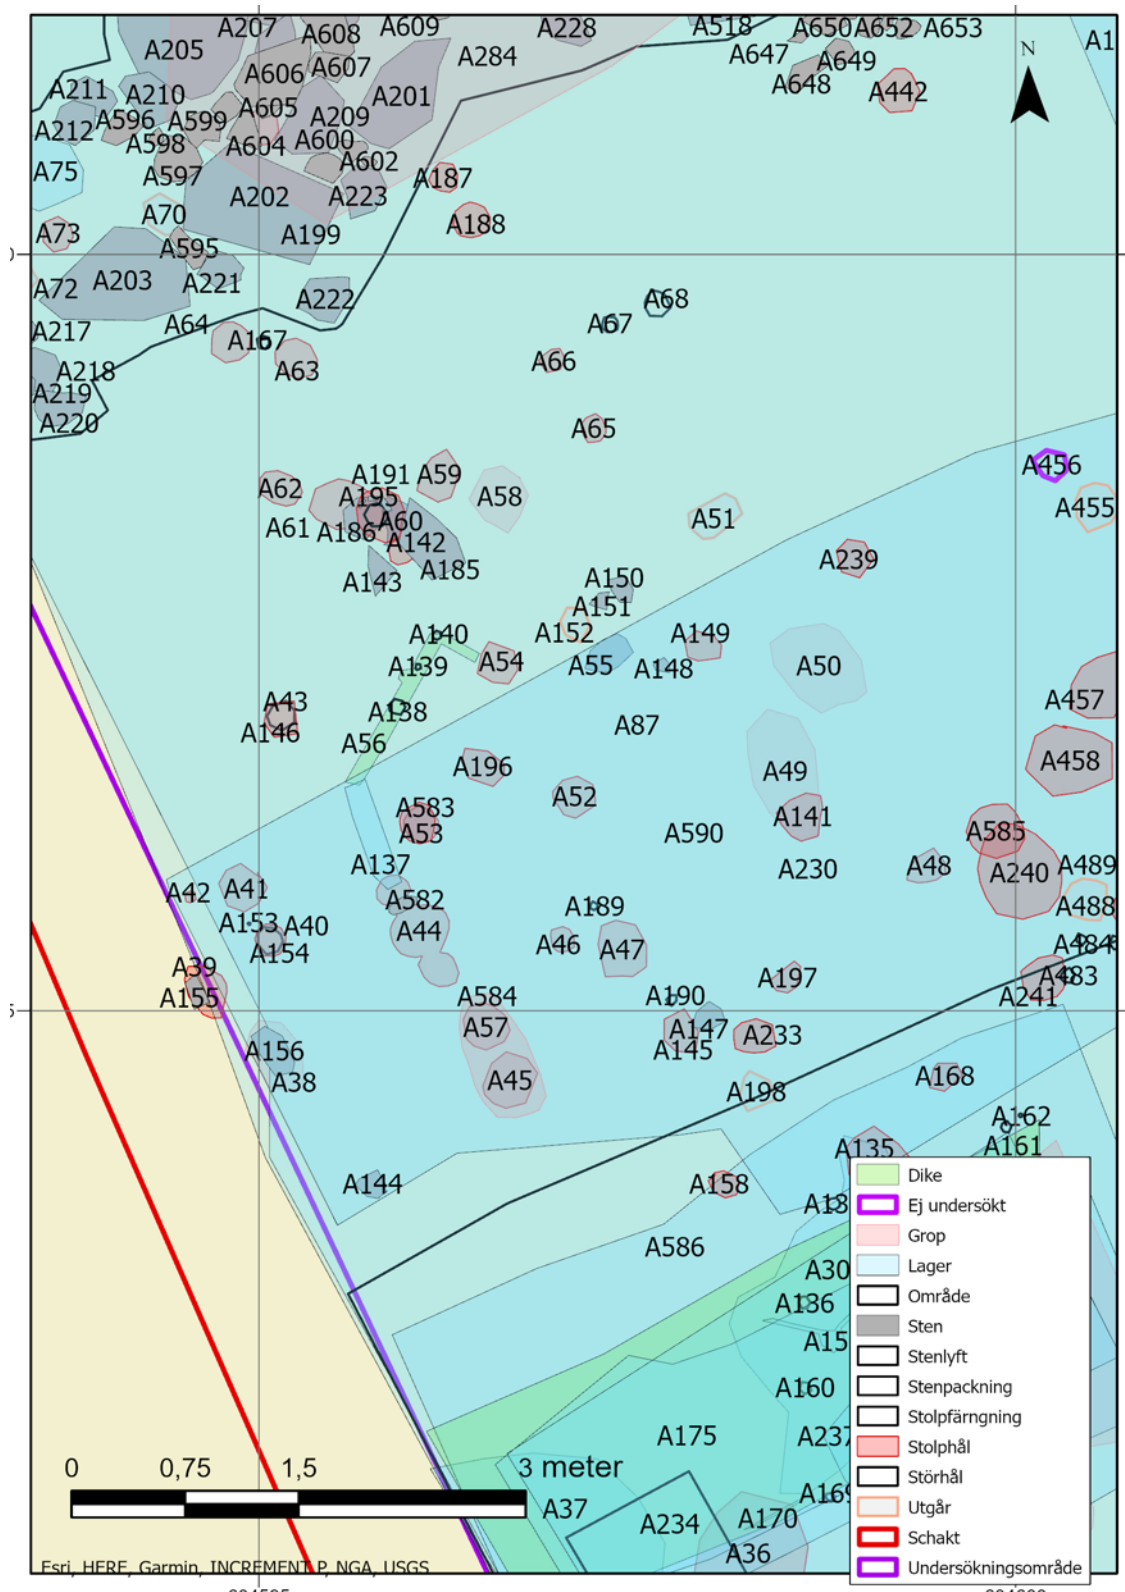 A207 A608 A609 A228 A518 A650 A652 A653
A205 A284 A647 A649 A1
A606 A607 A648 N
A211 A210 A201 A442
A605 A209
A212 A596 A599 A600
A598 A604 A602
A75 A597 A187
A202 A223
A70 A188
A73 A199
A595
A72 A203 A221
A222 A68
A217 A64 A67
A167
A218 A63 A66
A219
A220 A65
A191 A59 A456
A62 A195 A58
A455
A61 A186 A60 A51
A142
A143 A185 A239
A150
A151
A140 A152 A149
A139 A54 A55 A148 A50
A43 A138 A457
A146 A87
A56
A196 A49 A458
A583 A52
A53 A141
A590 A585
A137 A230 A48 A240 A489
A42 A41 A582
A189 A488
A153 A40 A44
A154 A46 A47 A484
A39 A197 A483
A155 A584 A190 A241
A57 A147 A233
A156 A145
A38 A45 A198 A168
A162
A135 A161
A144 A158
A13
A586
A30
A136
A15
A160
A175 A237
A169
A37 A234 A170
A36
0 0,75 1,5 3 meter
Esri, HERE, Garmin, INCREMENT P, NGA, USGS
Dike
Ej undersökt
Grop
Lager
Område
Sten
Stenlyft
Stenpackning
Stolpfärngning
Stolphål
Störhål
Utgår
Schakt
Undersökningsområde